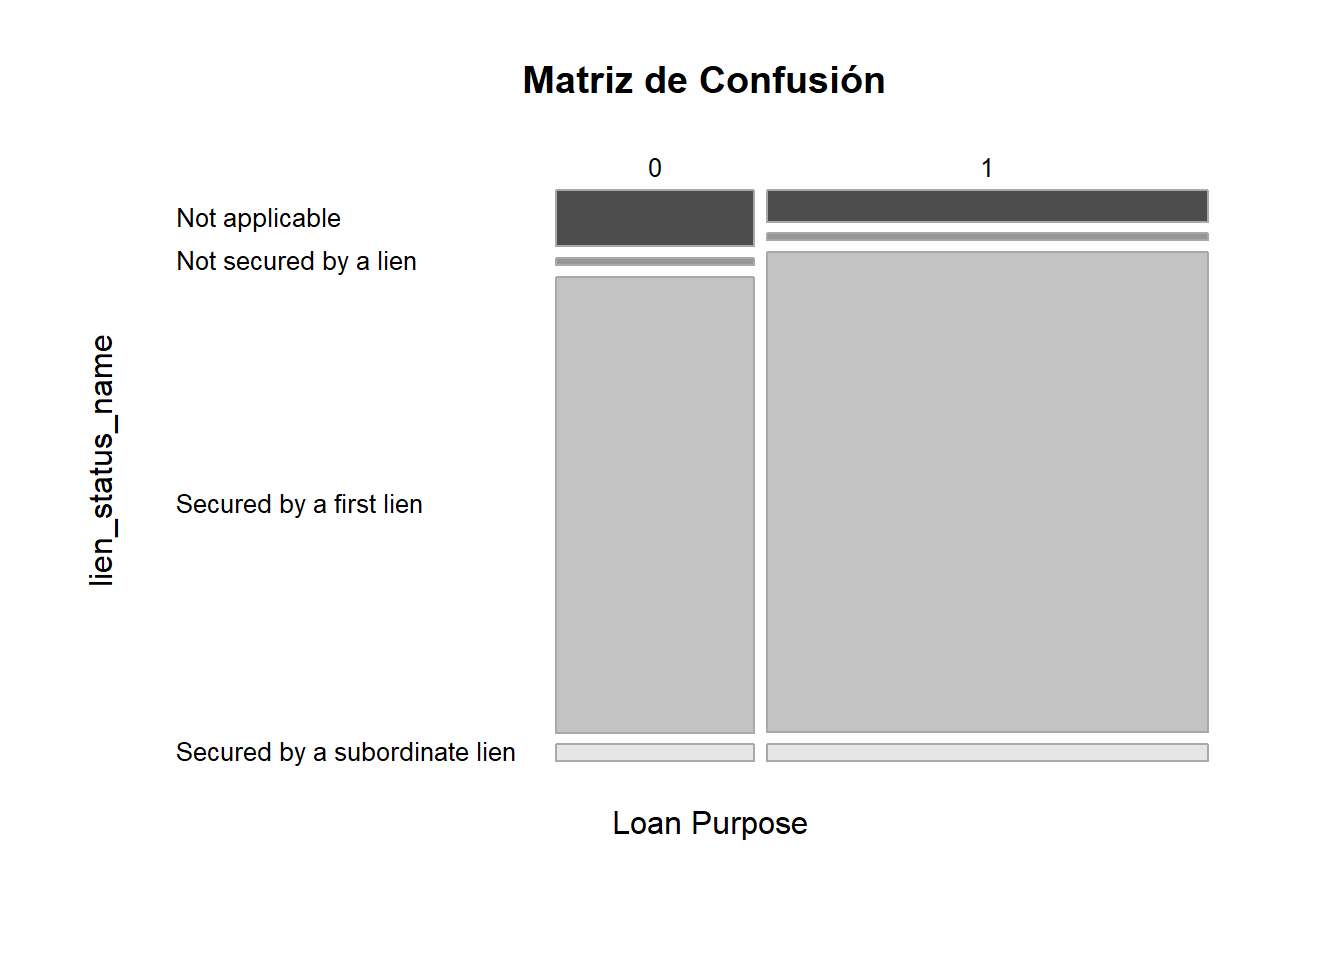 Matriz de Confusión
0 1
Not applicable
Not secured by a lien
Secured by a first lien
Secured by a subordinate lien
lien_status_name
Loan Purpose